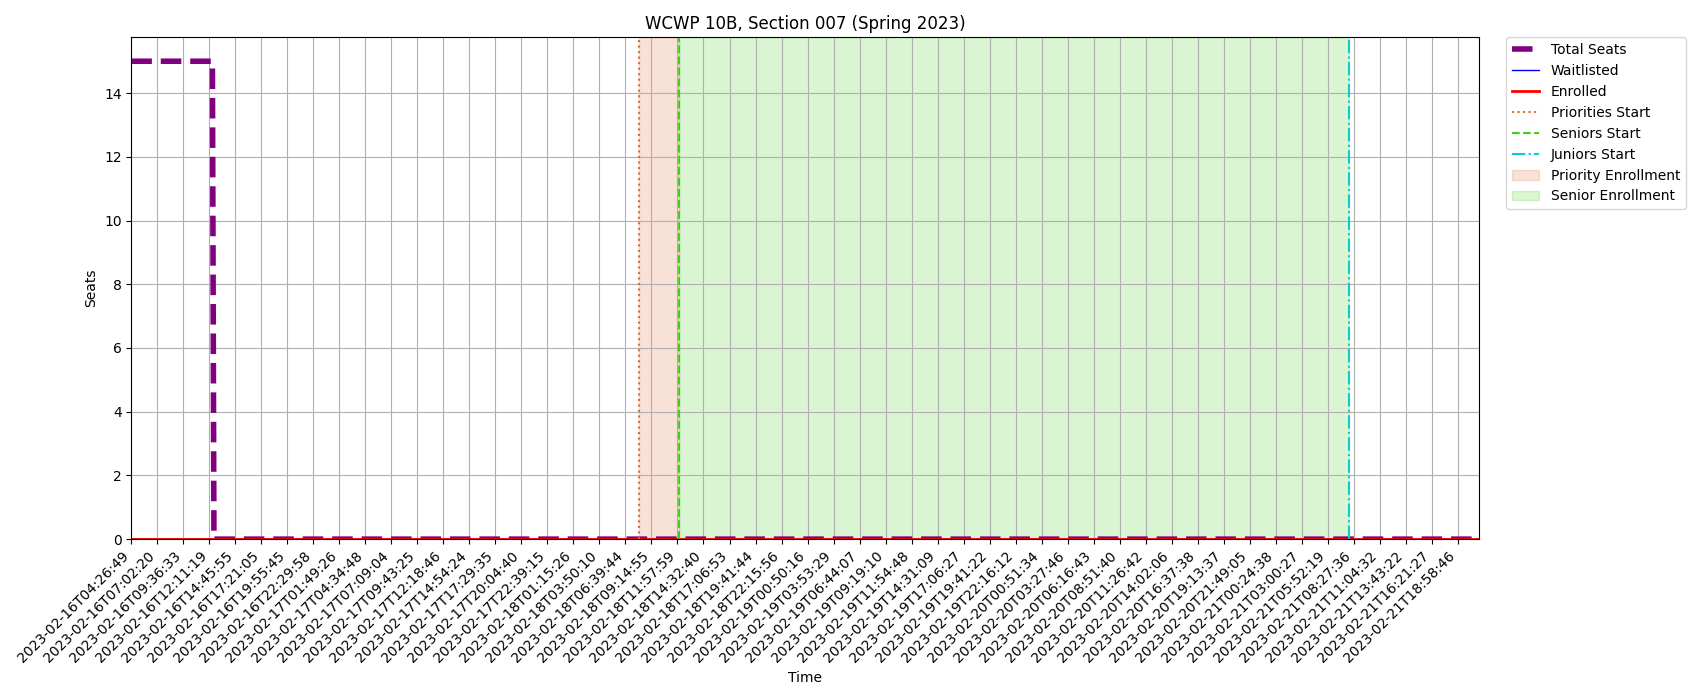 WCWP 10B, Section 007 (Spring 2023)
Total Seats
Waitlisted
Enrolled
Priorities Start
Seniors Start
Juniors Start
Priority Enrollment
Senior Enrollment
Seats
14
12
10
8
6
4
2
0
2023-02-16T04:26:49
2023-02-16T07:02:20
2023-02-16T09:36:33
2023-02-16T12:11:19
2023-02-16T14:45:55
2023-02-16T17:21:05
2023-02-16T19:55:45
2023-02-16T22:29:58
2023-02-17T01:49:26
2023-02-17T04:34:48
2023-02-17T07:09:04
2023-02-17T09:43:25
2023-02-17T12:18:46
2023-02-17T14:54:24
2023-02-17T17:29:35
2023-02-17T20:04:40
2023-02-17T22:39:15
2023-02-18T01:15:26
2023-02-18T03:50:10
2023-02-18T06:39:44
2023-02-18T09:14:55
2023-02-18T11:57:59
2023-02-18T14:32:40
2023-02-18T17:06:53
2023-02-18T19:41:44
2023-02-18T22:15:56
2023-02-19T00:50:16
2023-02-19T03:53:29
2023-02-19T06:44:07
2023-02-19T09:19:10
2023-02-19T11:54:48
2023-02-19T14:31:09
2023-02-19T17:06:27
2023-02-19T19:41:22
2023-02-19T22:16:12
2023-02-20T00:51:34
2023-02-20T03:27:46
2023-02-20T06:16:43
2023-02-20T08:51:40
2023-02-20T11:26:42
2023-02-20T14:02:06
2023-02-20T16:37:38
2023-02-20T19:13:37
2023-02-20T21:49:05
2023-02-21T00:24:38
2023-02-21T03:00:27
2023-02-21T05:52:19
2023-02-21T08:27:36
2023-02-21T11:04:32
2023-02-21T13:43:22
2023-02-21T16:21:27
2023-02-21T18:58:46
Time